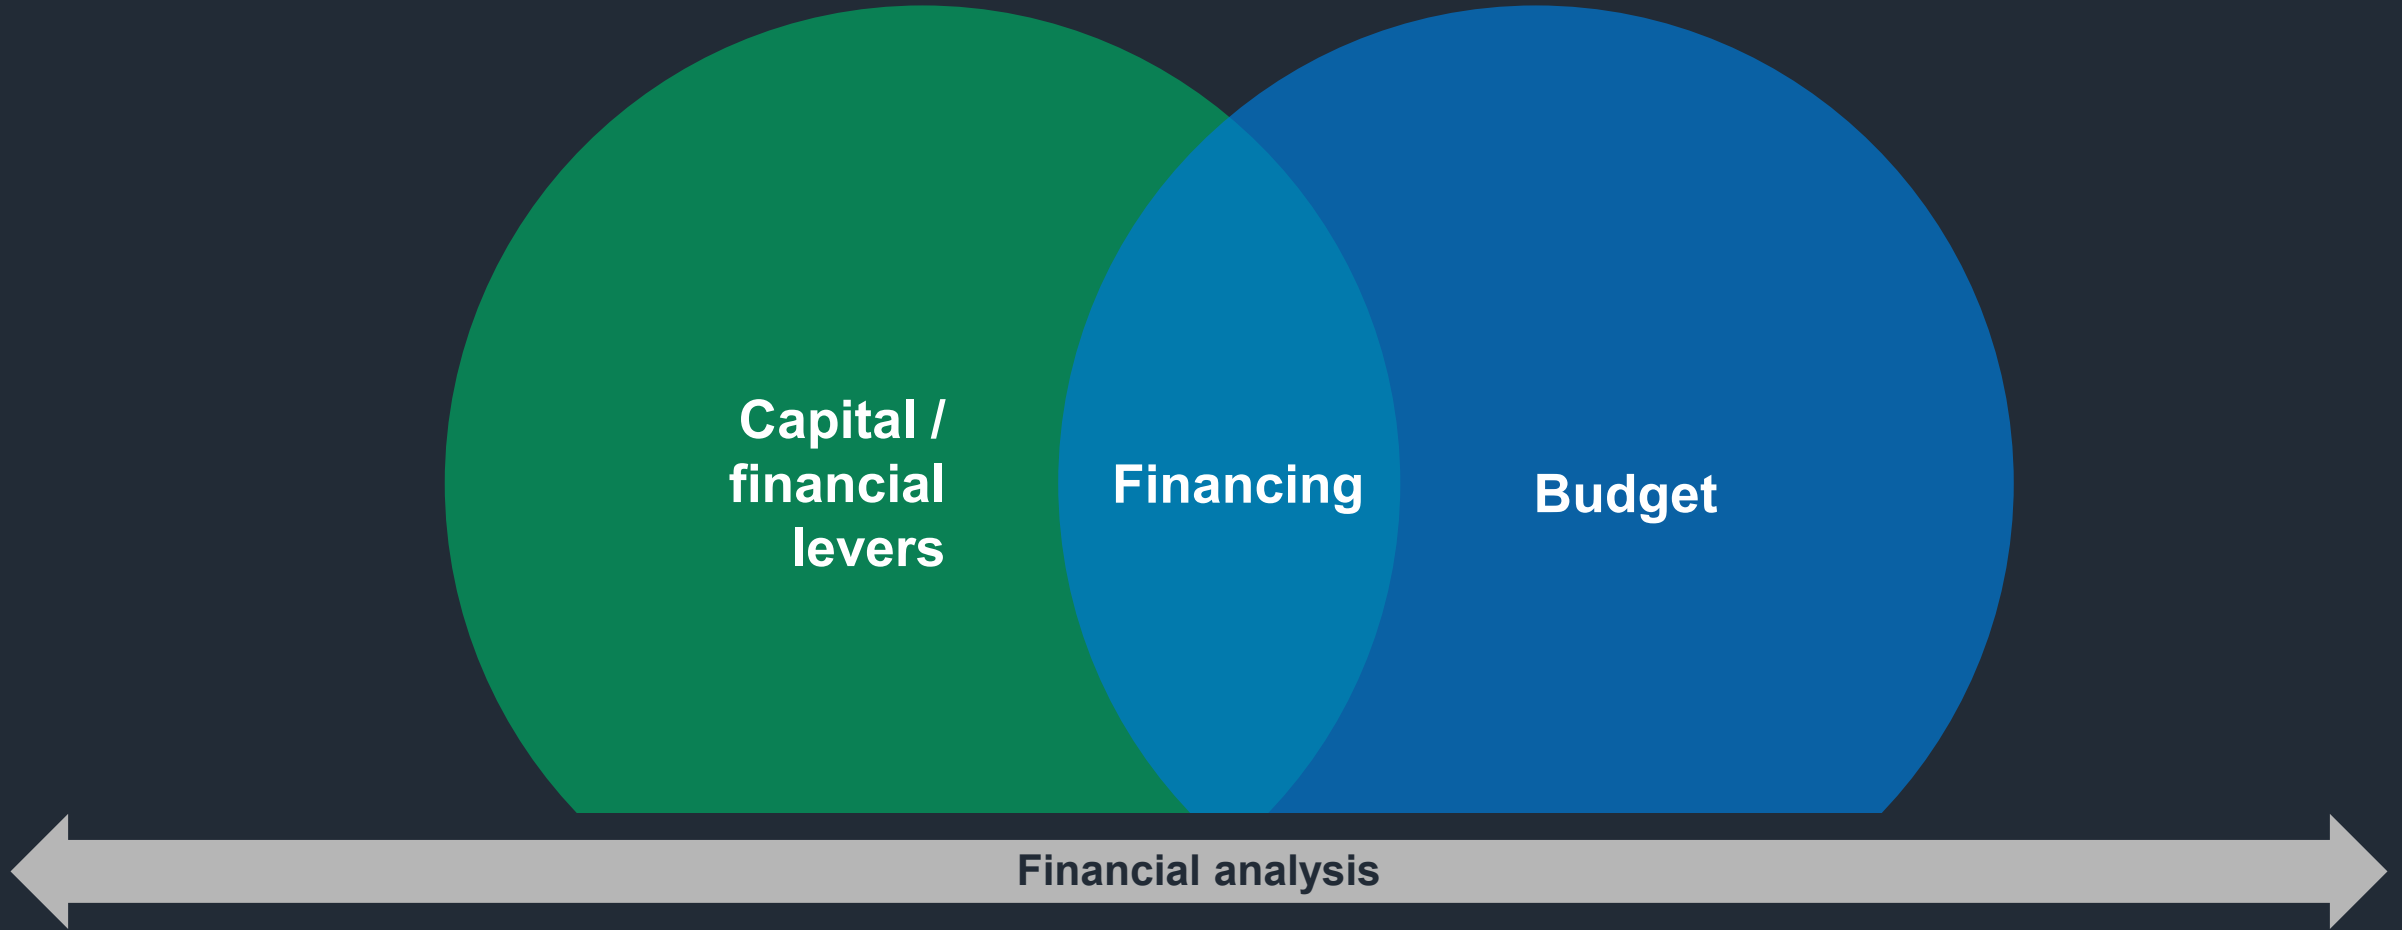 Capital /
financial
levers
Financing
Budget
Financial analysis